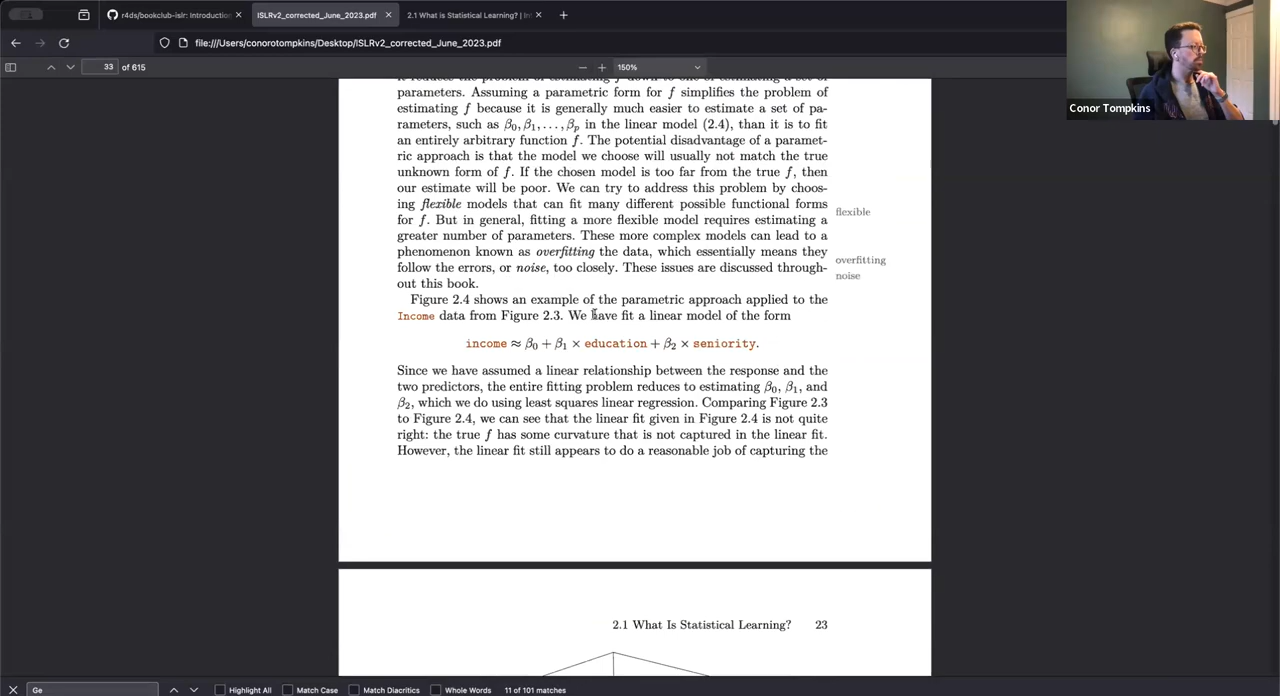 r4ds/bookclub-islr: Introduction
ISLRv2_corrected_June_2023.pdf
2.1 What is Statistical Learning? | Int
file:///Users/conorotompkins/Desktop/ISLRv2_corrected_June_2023.pdf
33 of 615
150%
Conor Tompkins
it reduces the problem of estimating f down to one of estimating a set of
parameters. Assuming a parametric form for f simplifies the problem of
estimating f because it is generally much easier to estimate a set of pa-
rameters, such as β0, β1, . . . , βp in the linear model (2.4), than it is to fit
an entirely arbitrary function f. The potential disadvantage of a paramet-
ric approach is that the model we choose will usually not match the true
unknown form of f. If the chosen model is too far from the true f, then
our estimate will be poor. We can try to address this problem by choos-
ing flexible models that can fit many different possible functional forms
flexible
for f. But in general, fitting a more flexible model requires estimating a
greater number of parameters. These more complex models can lead to a
phenomenon known as overfitting the data, which essentially means they
overfitting
follow the errors, or noise, too closely. These issues are discussed through-
noise
out this book.
Figure 2.4 shows an example of the parametric approach applied to the
Income data from Figure 2.3. We have fit a linear model of the form
income ≈ β0 + β1 × education + β2 × seniority.
Since we have assumed a linear relationship between the response and the
two predictors, the entire fitting problem reduces to estimating β0, β1, and
β2, which we do using least squares linear regression. Comparing Figure 2.3
to Figure 2.4, we can see that the linear fit given in Figure 2.4 is not quite
right: the true f has some curvature that is not captured in the linear fit.
However, the linear fit still appears to do a reasonable job of capturing the
2.1 What Is Statistical Learning? 23
Ge
Highlight All
Match Case
Match Diacritics
Whole Words
11 of 101 matches